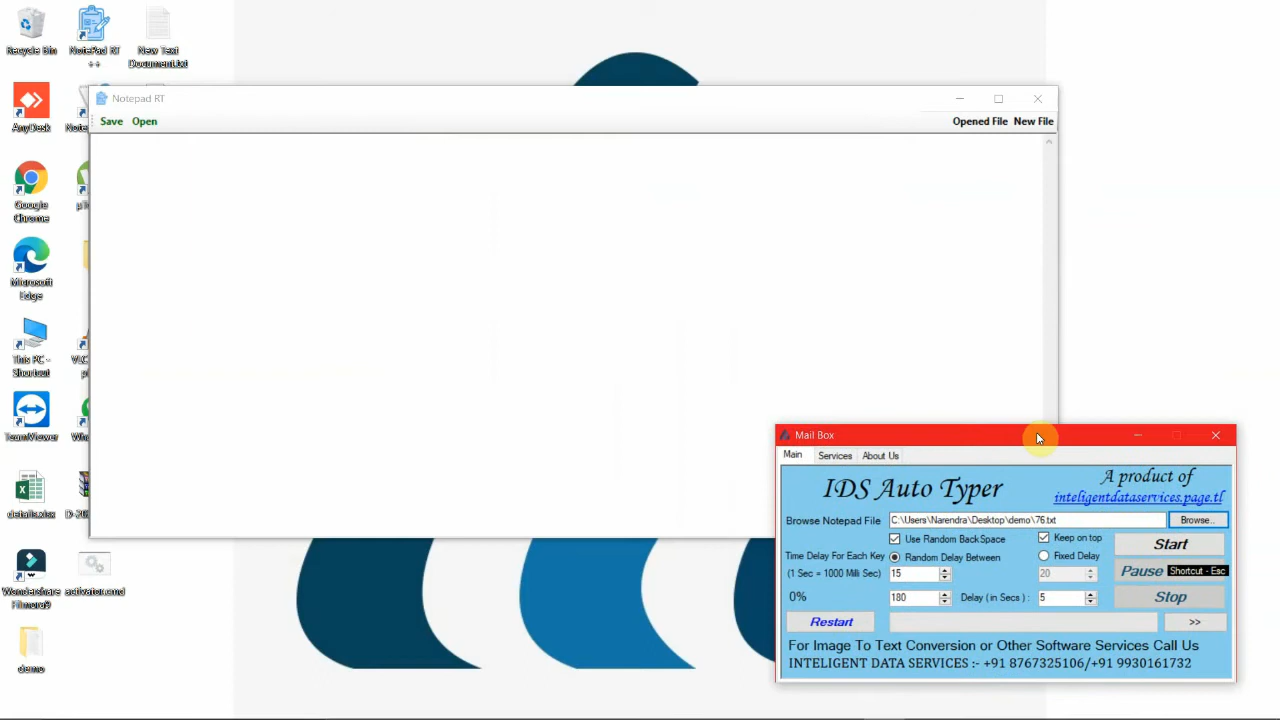 Recycle Bin
NotePad RT
++
New Text
Document.txt
Notepad RT
Save Open
Opened File New File
AnyDesk
Google
Chrome
Microsoft
Edge
This PC -
Shortcut
TeamViewer
details.xlsx
Wondershare
Filmora9
activator.cmd
demo
Mail Box
Main Services About Us
IDS Auto Typer
A product of
inteligentdataservices.page.tl
Browse Notepad File C:\Users\Narendra\Desktop\demo\76.txt Browse..
Use Random BackSpace Keep on top
Start
Time Delay For Each Key Random Delay Between Fixed Delay
(1 Sec = 1000 Milli Sec) 15 20
Pause Shortcut - Esc
0% 180 Delay (in Secs) : 5 Stop
Restart >>
For Image To Text Conversion or Other Software Services Call Us
INTELIGENT DATA SERVICES :- +91 8767325106/+91 9930161732